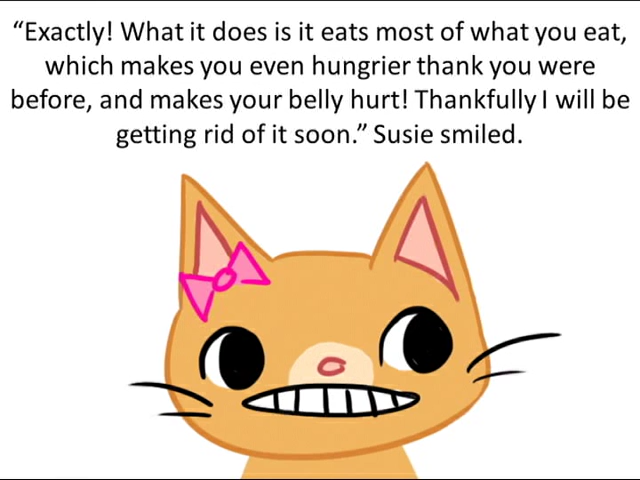 “Exactly! What it does is it eats most of what you eat,
which makes you even hungrier thank you were
before, and makes your belly hurt! Thankfully I will be
getting rid of it soon.” Susie smiled.